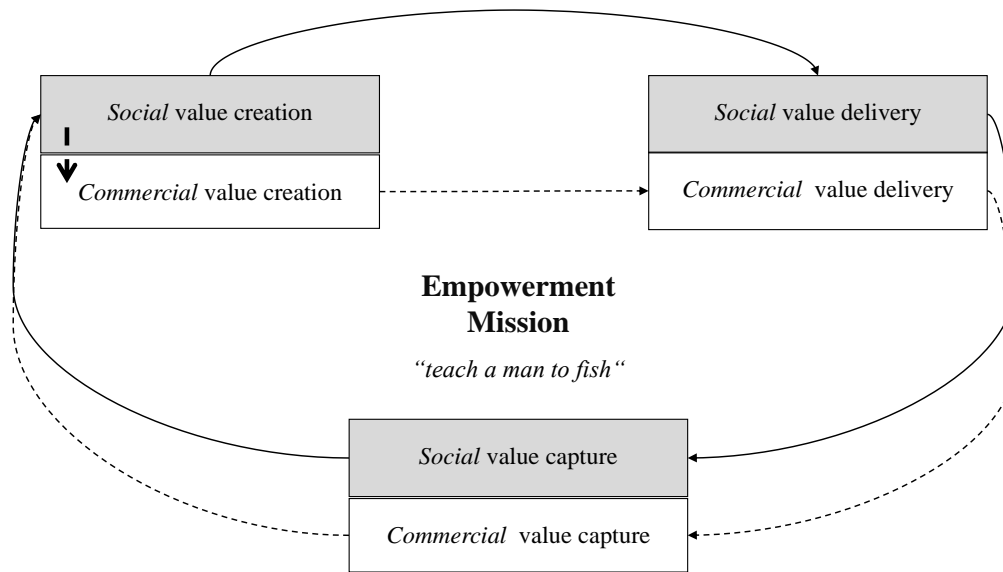 Social value creation
Social value delivery
Commercial value creation
Commercial value delivery
Empowerment
Mission
“teach a man to fish“
Social value capture
Commercial value capture